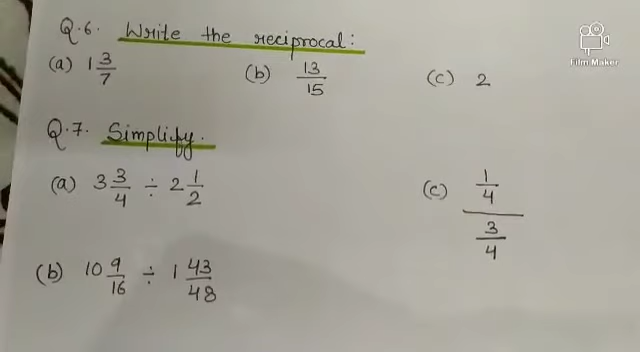 Q.6. Write the reciprocal:
(a) 1 3/7 (b) 13/15 (c) 2
Q.7. Simplify.
(a) 3 3/4 ÷ 2 1/2 (c) 1/4 / 3/4
(b) 10 9/16 ÷ 1 43/48
Film Maker